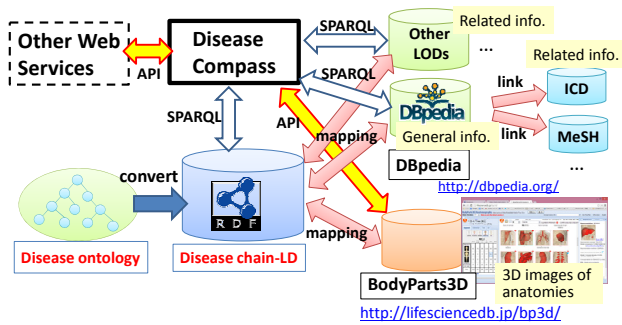 Other Web
Services
API
Disease
Compass
SPARQL
SPARQL
SPARQL
API
Other
LODs
Related info.
...
DBpedia
General info.
DBpedia
http://dbpedia.org/
link
link
Related info.
ICD
MeSH
...
mapping
mapping
convert
RDF
Disease ontology
Disease chain-LD
BodyParts3D
http://lifesciencedb.jp/bp3d/
3D images of
anatomies